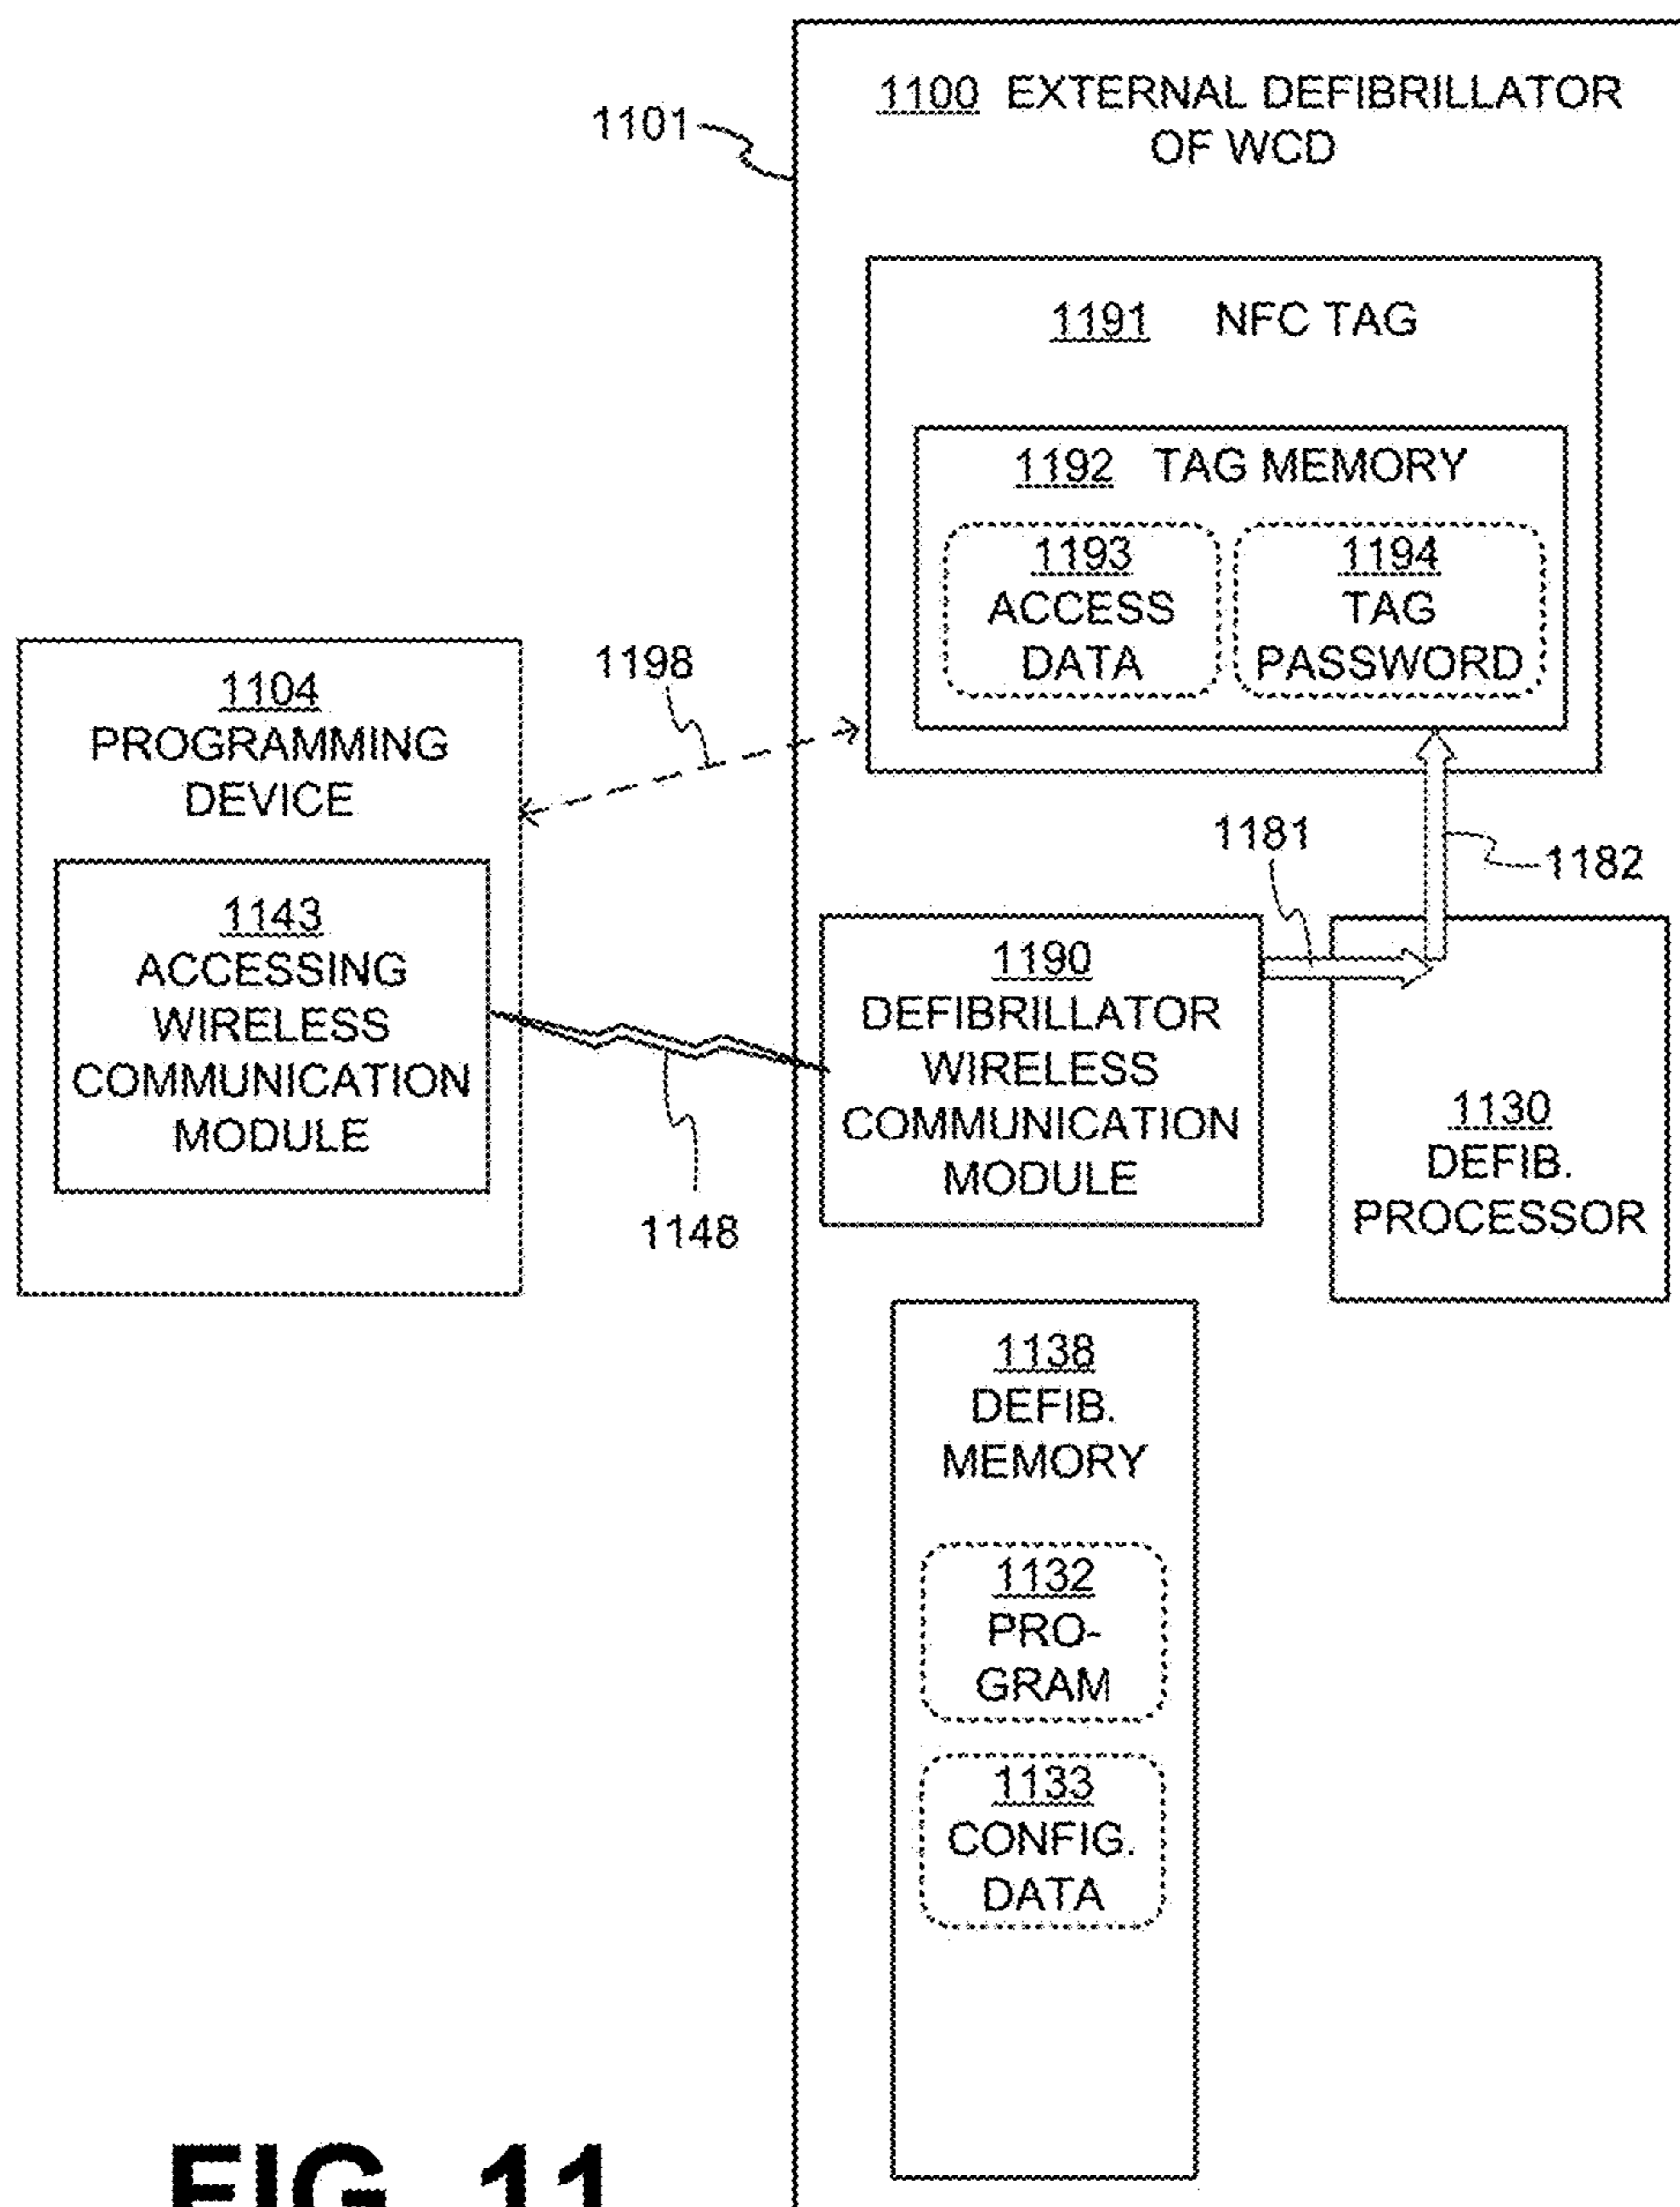 1100 EXTERNAL DEFIBRILLATOR
OF WCD
1101
1191 NFC TAG
1192 TAG MEMORY
1193
ACCESS
DATA
1194
TAG
PASSWORD
1198
1104
PROGRAMMING
DEVICE
1143
ACCESSING
WIRELESS
COMMUNICATION
MODULE
1148
1181
1182
1190
DEFIBRILLATOR
WIRELESS
COMMUNICATION
MODULE
1130
DEFIB.
PROCESSOR
1138
DEFIB.
MEMORY
1132
PRO-
GRAM
1133
CONFIG.
DATA
FIG. 11